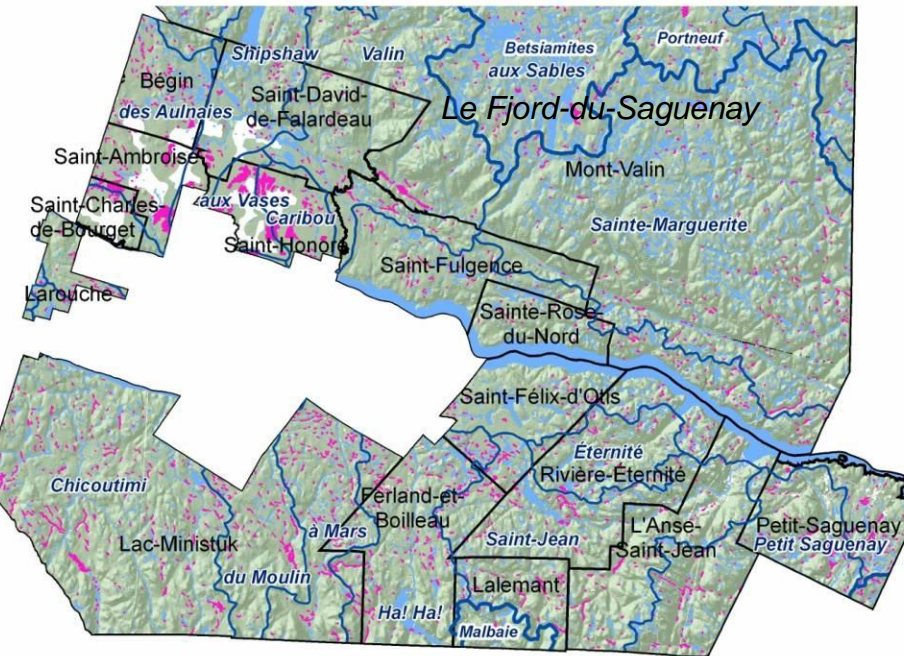 Shipshaw
Valin
Betsiamites
aux Sables
Portneuf
Bégin
Saint-David-
de-Falardeau
des Aulnaies
Le Fjord-du-Saguenay
Saint-Ambroise
Mont-Valin
Saint-Charles-
de-Bourget
aux Vases
Caribou
Saint-Honoré
Sainte-Marguerite
Saint-Fulgence
Larouche
Sainte-Rose-
du-Nord
Saint-Félix-d'Otis
Éternité
Rivière-Éternité
Chicoutimi
Ferland-et-
Boilleau
Lac-Ministuk
à Mars
Saint-Jean
L'Anse-
Saint-Jean
Petit-Saguenay
Petit Saguenay
du Moulin
Lalemant
Ha! Ha!
Malbaie